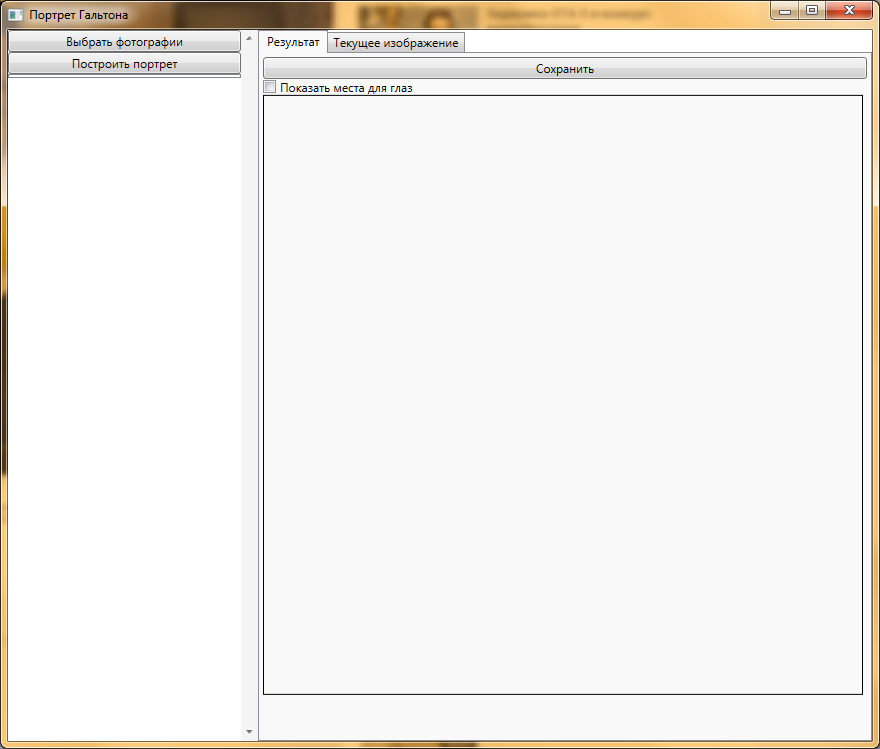 Портрет Гальтона
Выбрать фотографии
Построить портрет
Результат
Текущее изображение
Сохранить
Показать места для глаз